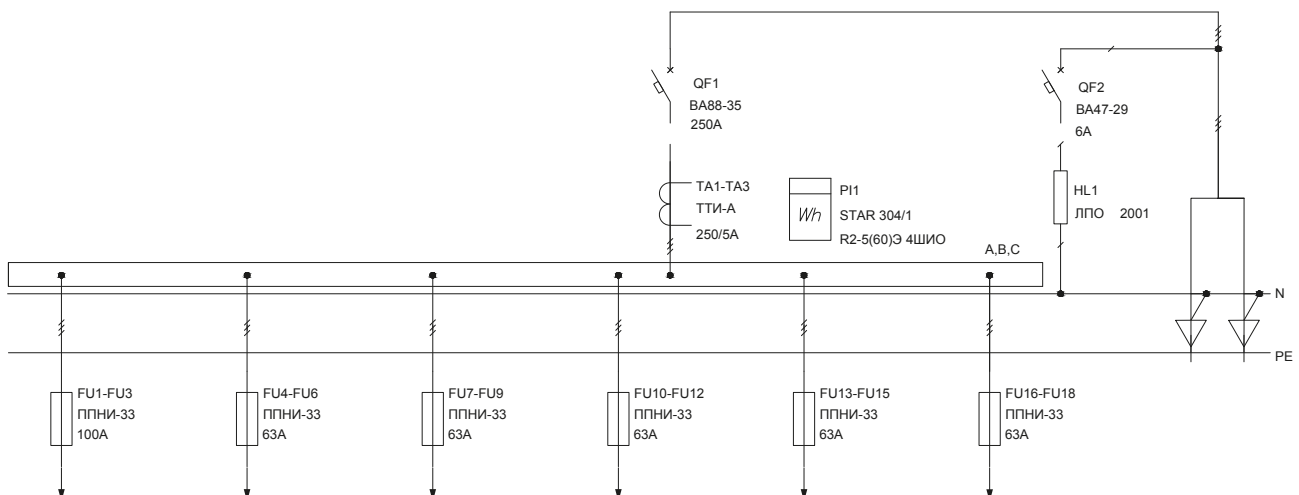 QF1
ВА88-35
250А
QF2
ВА47-29
6А
ТА1-ТА3
ТТИ-А
250/5А
Wh
PI1
STAR 304/1
R2-5(60)Э 4ШИО
HL1
ЛПО 2001
А,В,С
N
PE
FU1-FU3
ППНИ-33
100А
FU4-FU6
ППНИ-33
63А
FU7-FU9
ППНИ-33
63А
FU10-FU12
ППНИ-33
63А
FU13-FU15
ППНИ-33
63А
FU16-FU18
ППНИ-33
63А